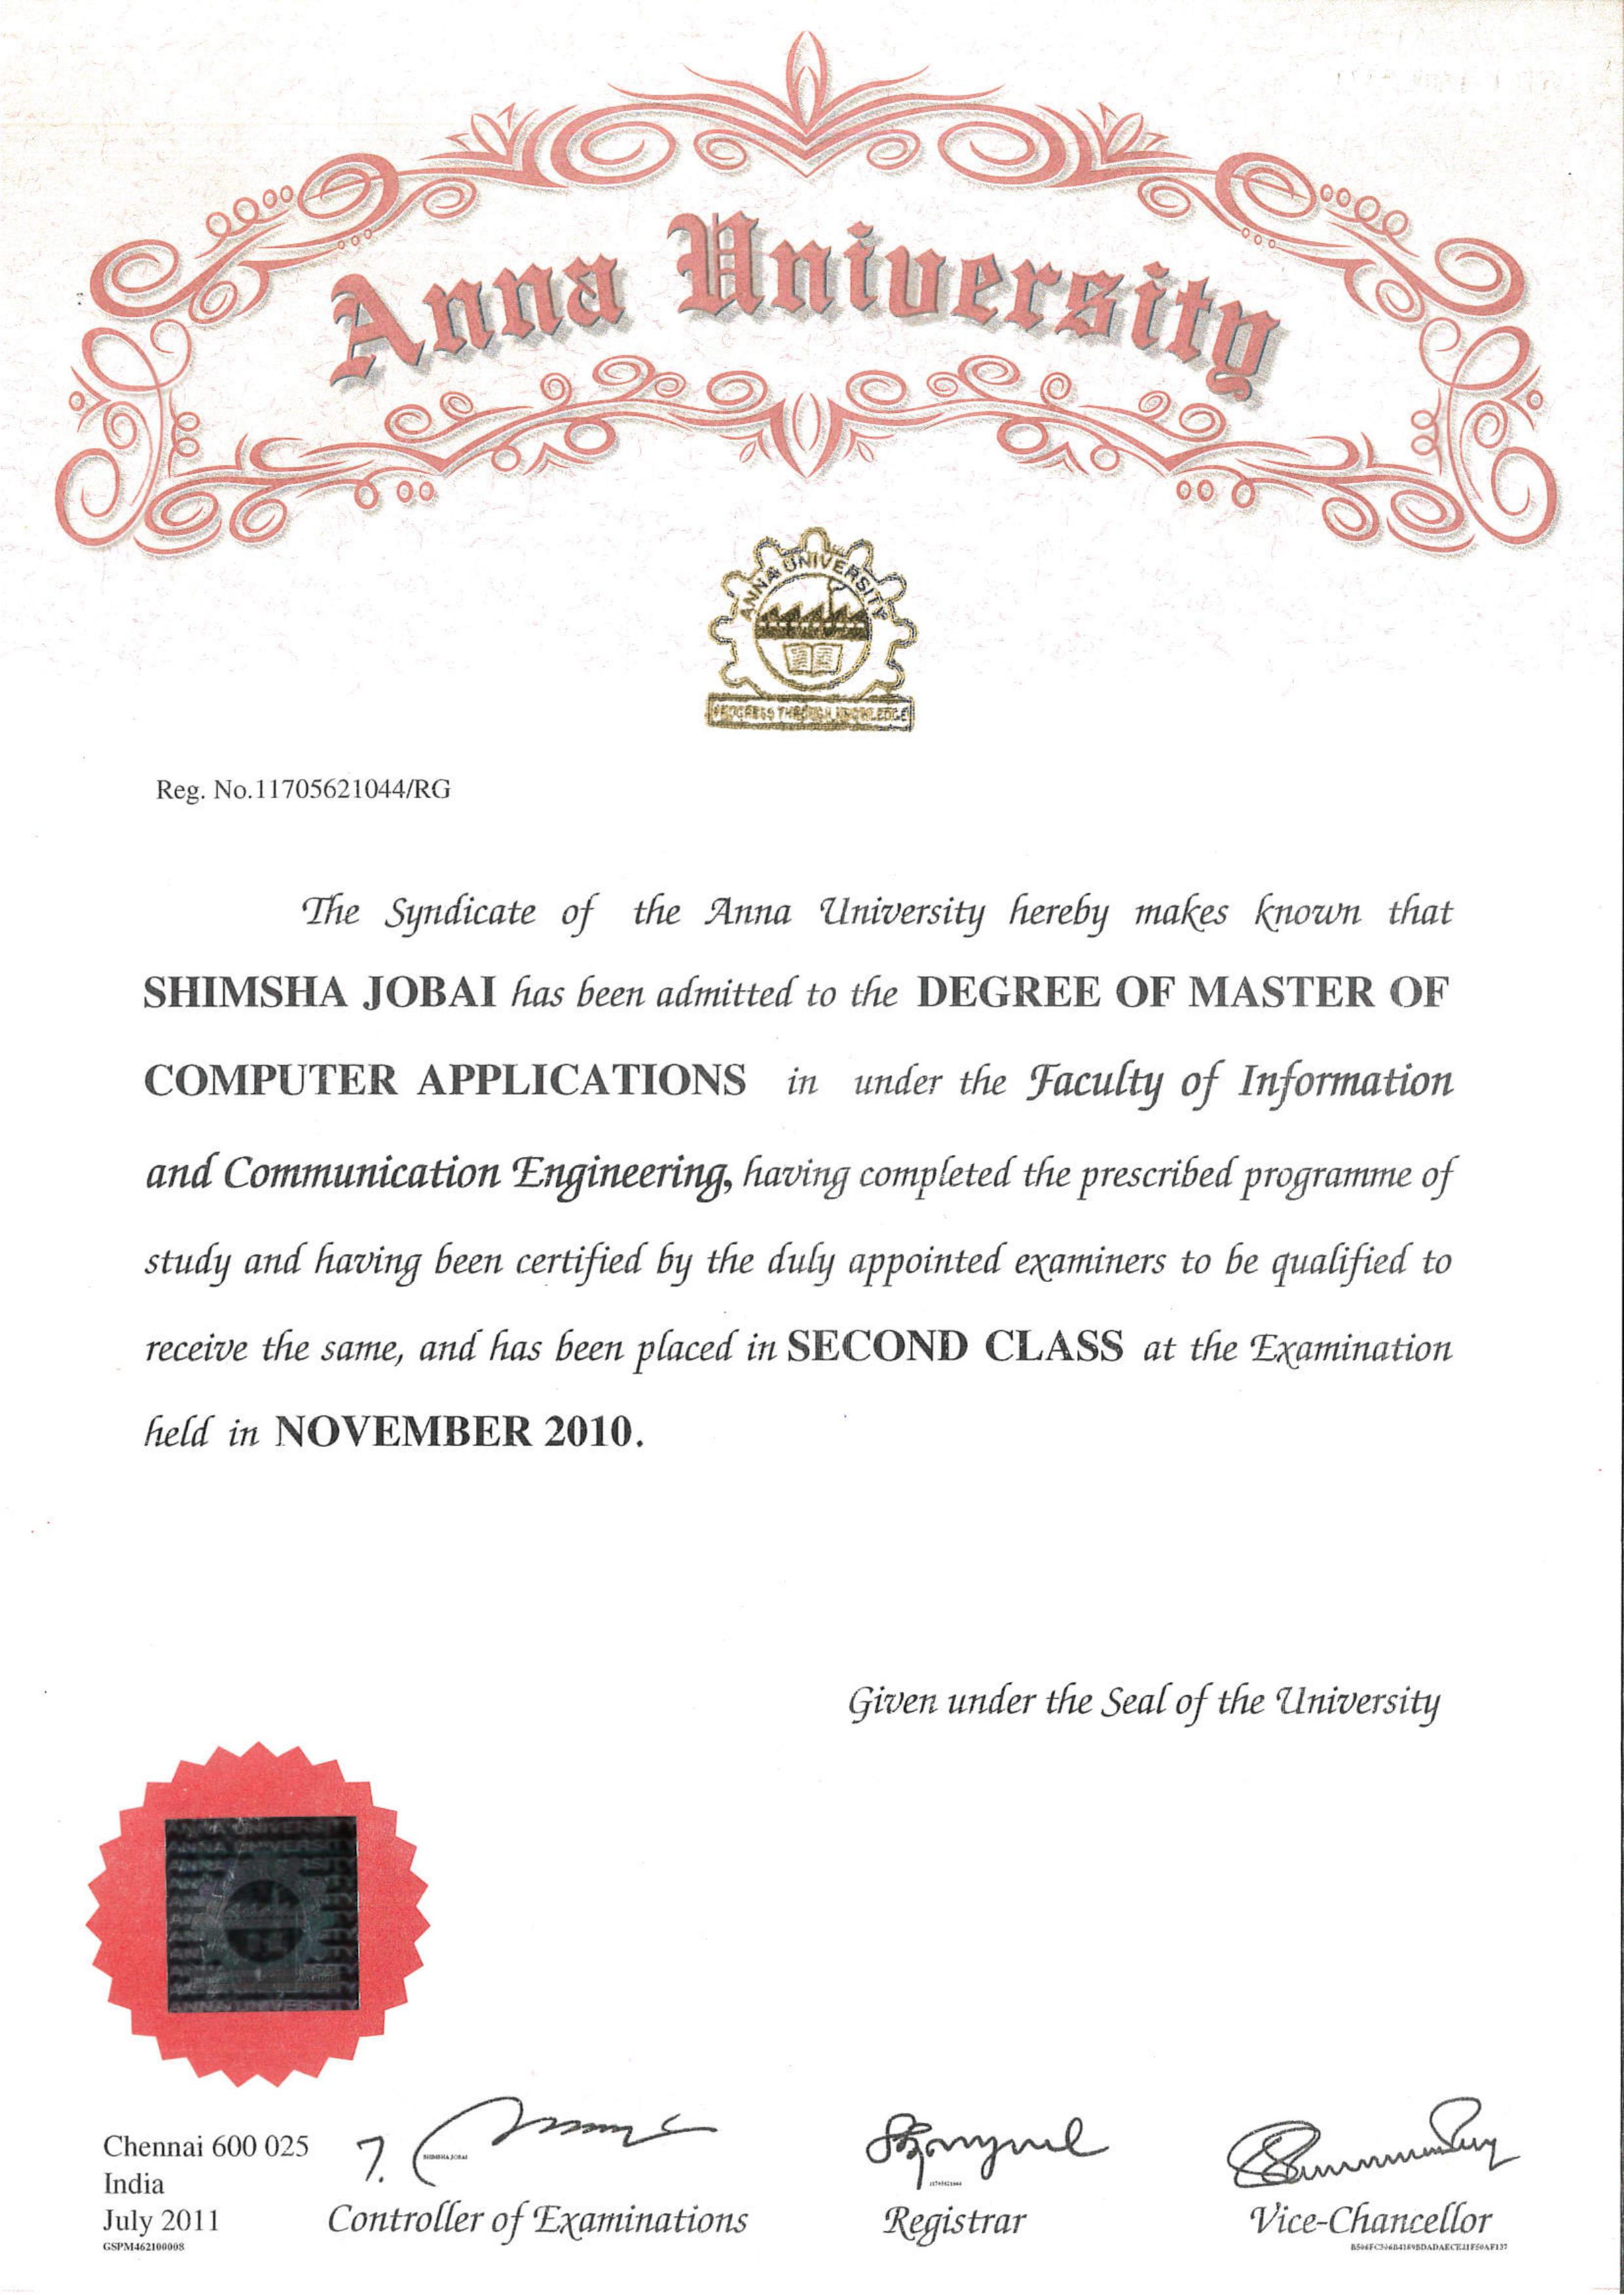 Anna University
ANNA UNIVERSITY
PROGRESS THROUGH KNOWLEDGE
Reg. No.11705621044/RG
The Syndicate of the Anna University hereby makes known that
SHIMSHA JOBAI has been admitted to the DEGREE OF MASTER OF
COMPUTER APPLICATIONS in under the Faculty of Information
and Communication Engineering, having completed the prescribed programme of
study and having been certified by the duly appointed examiners to be qualified to
receive the same, and has been placed in SECOND CLASS at the Examination
held in NOVEMBER 2010.
Given under the Seal of the University
ANNA UNIVERSITY
Chennai 600 025
India
July 2011
GSPM462100008
SHIMSHA JOBAI
11705621044
Controller of Examinations
Registrar
Vice-Chancellor